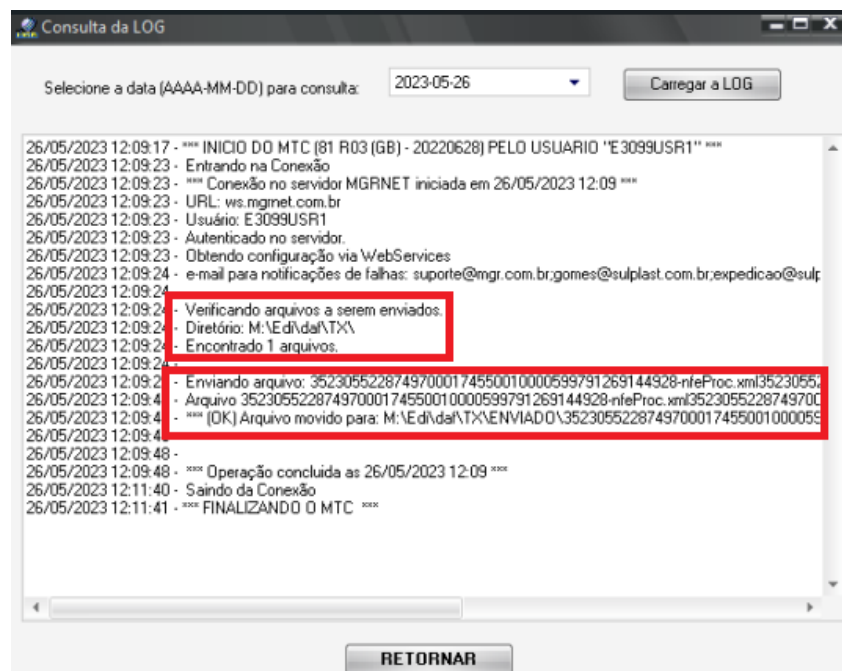 Consulta da LOG
Selecione a data (AAAA-MM-DD) para consulta:
2023-05-26
Carregar a LOG
26/05/2023 12:09:17 - *** INICIO DO MTC (81 R03 (GB) - 20220628) PELO USUARIO "E3099USR1" ***
26/05/2023 12:09:23 - Entrando na Conexão
26/05/2023 12:09:23 - *** Conexão no servidor MGRNET iniciada em 26/05/2023 12:09 ***
26/05/2023 12:09:23 - URL: ws.mgrnet.com.br
26/05/2023 12:09:23 - Usuário: E3099USR1
26/05/2023 12:09:23 - Autenticado no servidor.
26/05/2023 12:09:23 - Obtendo configuração via WebServices
26/05/2023 12:09:24 - e-mail para notificações de falhas: suporte@mgr.com.br;gomes@sulplast.com.br;expedicao@sulp
26/05/2023 12:09:24
26/05/2023 12:09:24 - Verificando arquivos a serem enviados.
26/05/2023 12:09:24 - Diretório: M:\Edi\daf\TX\
26/05/2023 12:09:24 - Encontrado 1 arquivos.
26/05/2023 12:09:24 -
26/05/2023 12:09:2 - Enviando arquivo: 35230552287497000174550010000599791269144928-nfeProc.xml3523055
26/05/2023 12:09:4 - Arquivo 35230552287497000174550010000599791269144928-nfeProc.xml35230552287497000
26/05/2023 12:09:4 - *** (OK) Arquivo movido para: M:\Edi\daf\TX\ENVIADO\352305522874970001745500100005
26/05/2023 12:09:48
26/05/2023 12:09:48 -
26/05/2023 12:09:48 - *** Operação concluida as 26/05/2023 12:09 ***
26/05/2023 12:11:40 - Saindo da Conexão
26/05/2023 12:11:41 - *** FINALIZANDO O MTC ***
RETORNAR